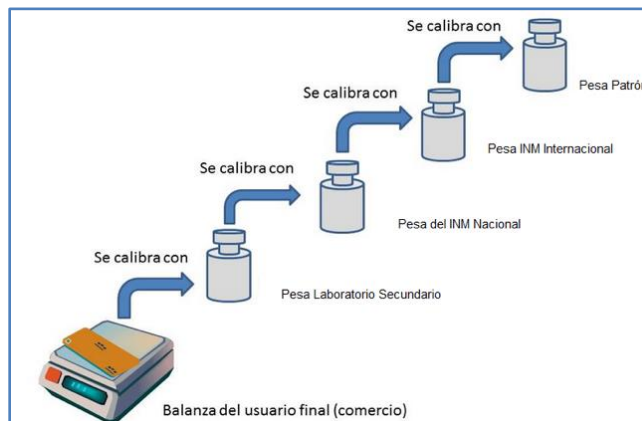 Se calibra con
Pesa Patrón
Se calibra con
Pesa INM Internacional
Se calibra con
Pesa del INM Nacional
Se calibra con
Pesa Laboratorio Secundario
Balanza del usuario final (comercio)